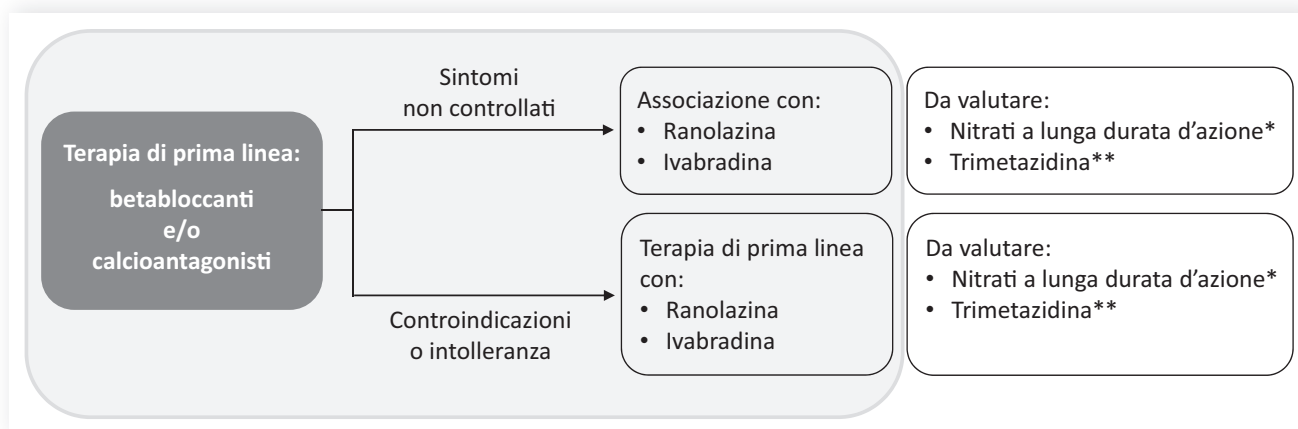 Terapia di prima linea:
betabloccanti
e/o
calcioantagonisti
Sintomi
non controllati
Associazione con:
• Ranolazina
• Ivabradina
Da valutare:
• Nitrati a lunga durata d'azione*
• Trimetazidina**
Controindicazioni
o intolleranza
Terapia di prima linea
con:
• Ranolazina
• Ivabradina
Da valutare:
• Nitrati a lunga durata d'azione*
• Trimetazidina**